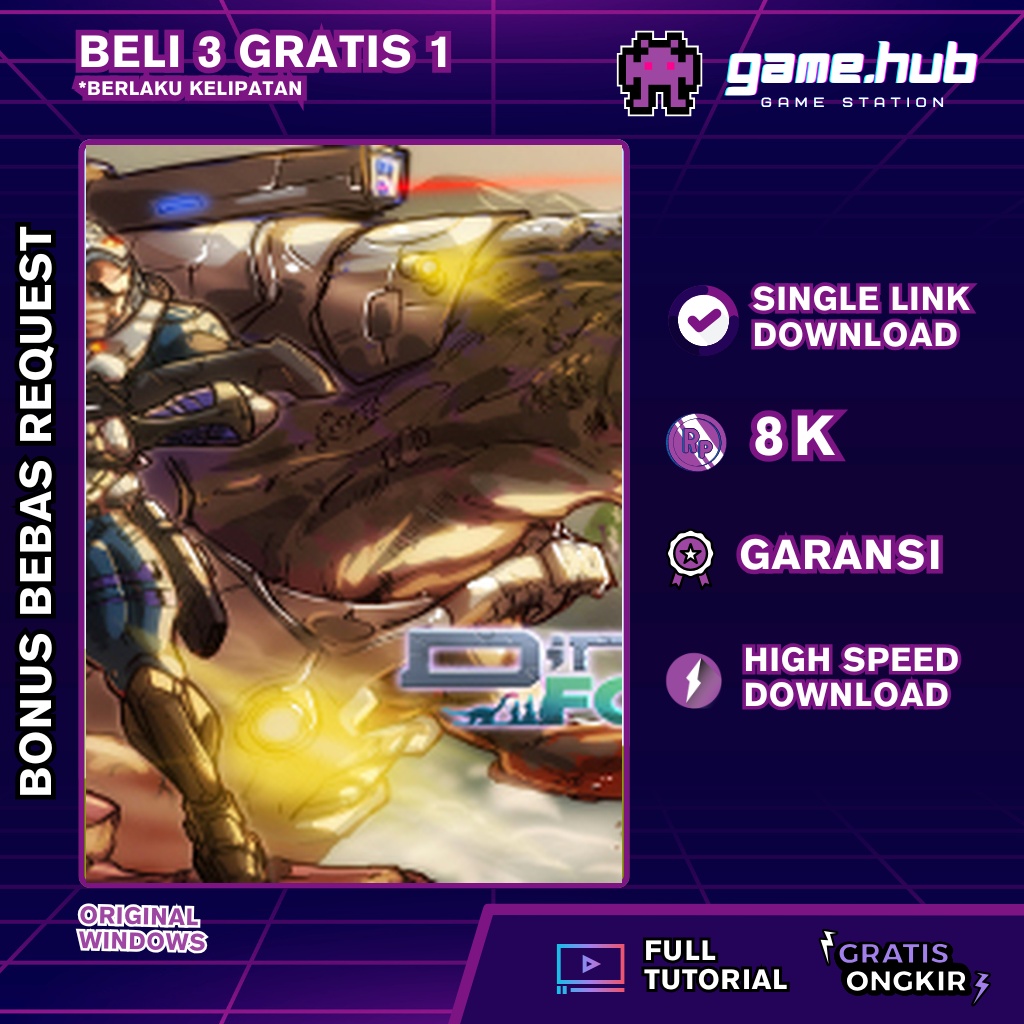 BELI 3 GRATIS 1
*BERLAKU KELIPATAN
game.hub
GAME STATION
BONUS BEBAS REQUEST
SINGLE LINK
DOWNLOAD
Rp
8K
GARANSI
HIGH SPEED
DOWNLOAD
ORIGINAL
WINDOWS
FULL
TUTORIAL
GRATIS
ONGKIR